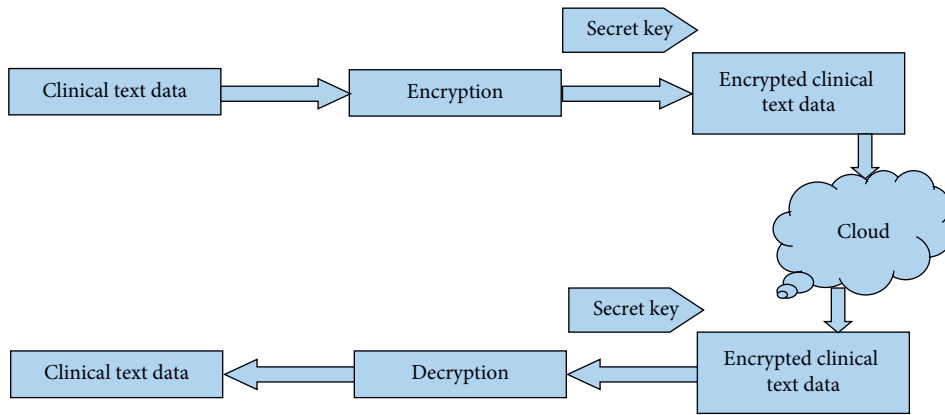 Secret key
Clinical text data
Encryption
Encrypted clinical
text data
Cloud
Secret key
Clinical text data
Decryption
Encrypted clinical
text data